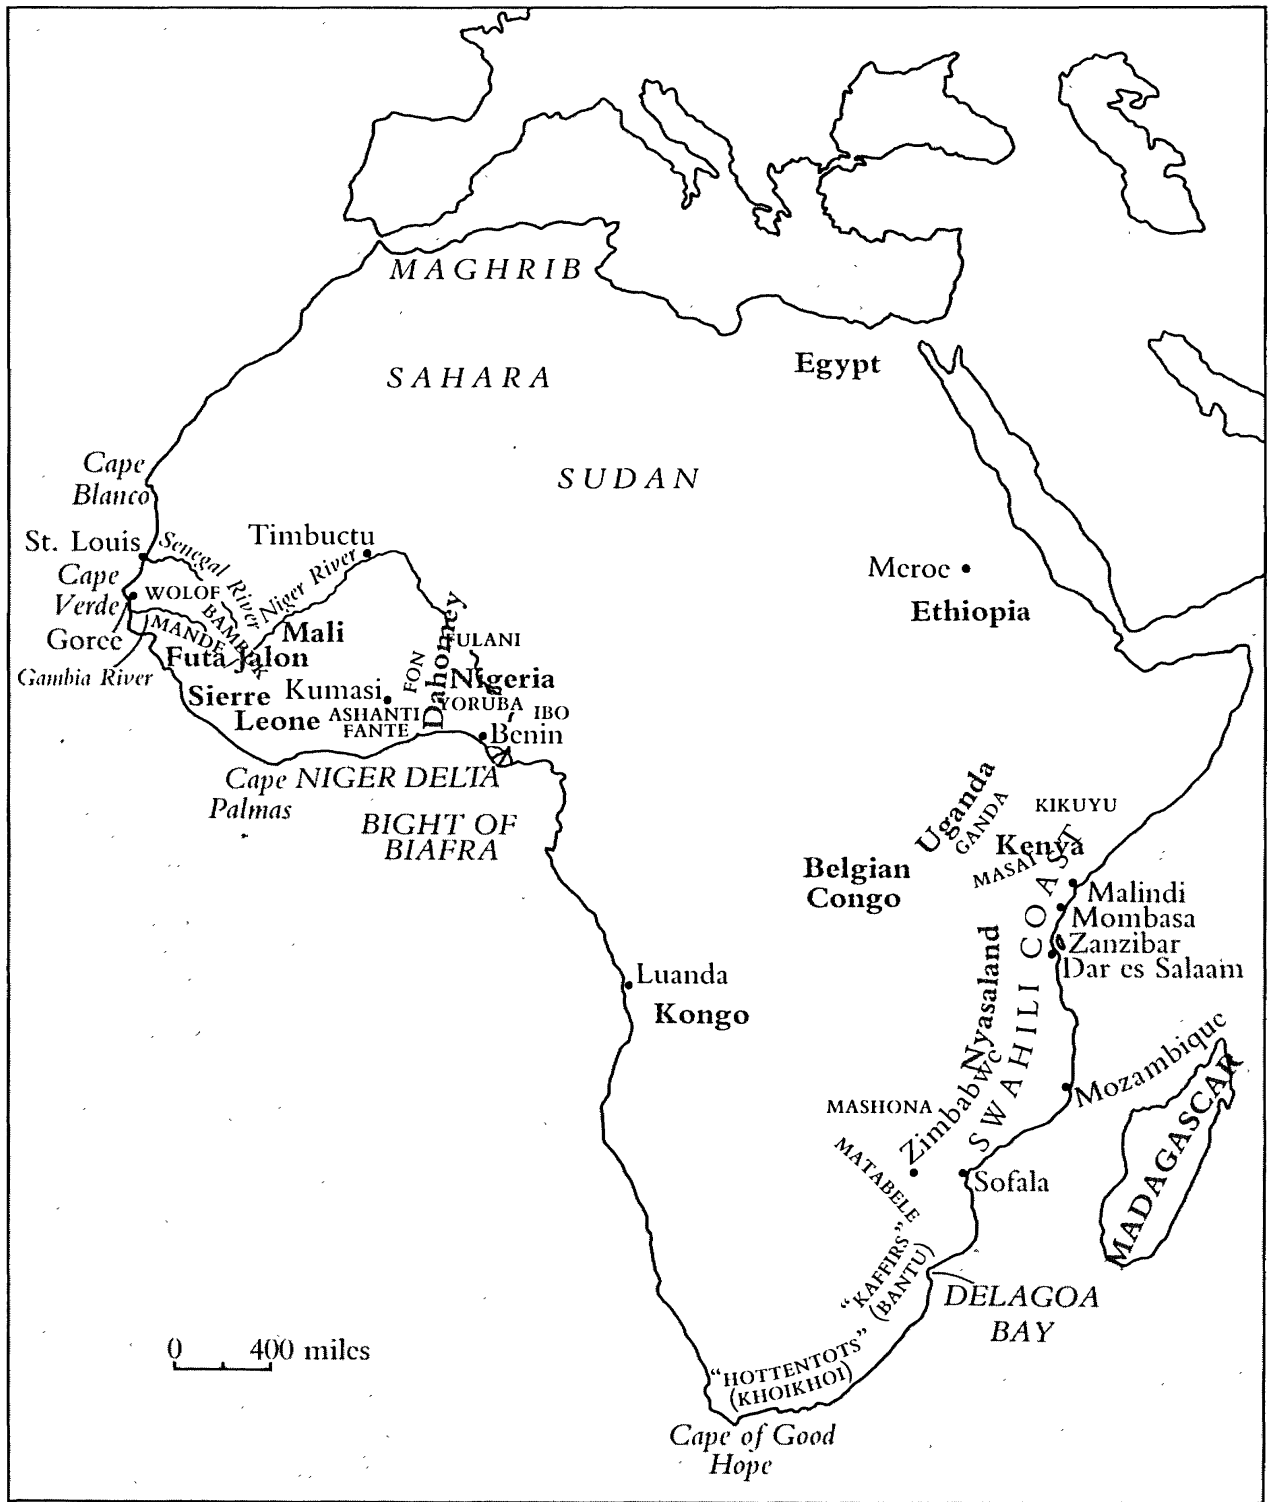 MAGHRIB
SAHARA
Egypt
SUDAN
Cape
Blanco
St. Louis
Senegal River
Timbuctu
Niger River
Cape
Verde
WOLOF
BAMBUK
MANDE
Goree
Gambia River
Mali
Futa Jalon
Sierre
Leone
Kumasi
ASHANTI
FANTE
FON
Dahomey
FULANI
Nigeria
YORUBA
IBO
Benin
Meroe
Ethiopia
Cape
Palmas
NIGER DELTA
BIGHT OF
BIAFRA
Uganda
GANDA
KIKUYU
Kenya
MASAI
Belgian
Congo
SWAHILI COAST
Malindi
Mombasa
Zanzibar
Dar es Salaam
Nyasaland
Luanda
Kongo
Mozambique
MADAGASCAR
MASHONA
Zimbabwe
MATABELE
Sofala
"KAFFIRS"
(BANTU)
DELAGOA
BAY
"HOTTENTOTS"
(KHOIKHOI)
Cape of Good
Hope
0 400 miles